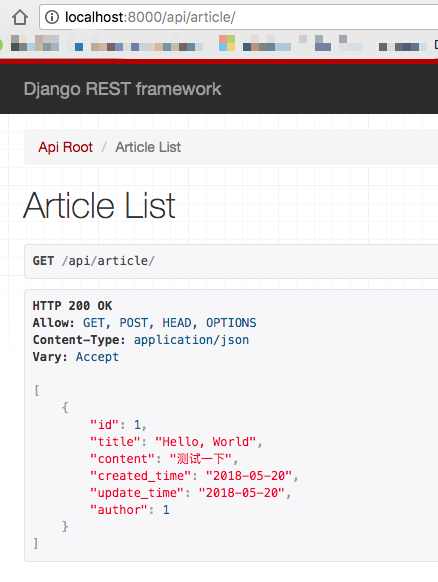 localhost:8000/api/article/
Django REST framework
Api Root / Article List
Article List
GET /api/article/
HTTP 200 OK
Allow: GET, POST, HEAD, OPTIONS
Content-Type: application/json
Vary: Accept
[
    {
        "id": 1,
        "title": "Hello, World",
        "content": "测试一下",
        "created_time": "2018-05-20",
        "update_time": "2018-05-20",
        "author": 1
    }
]